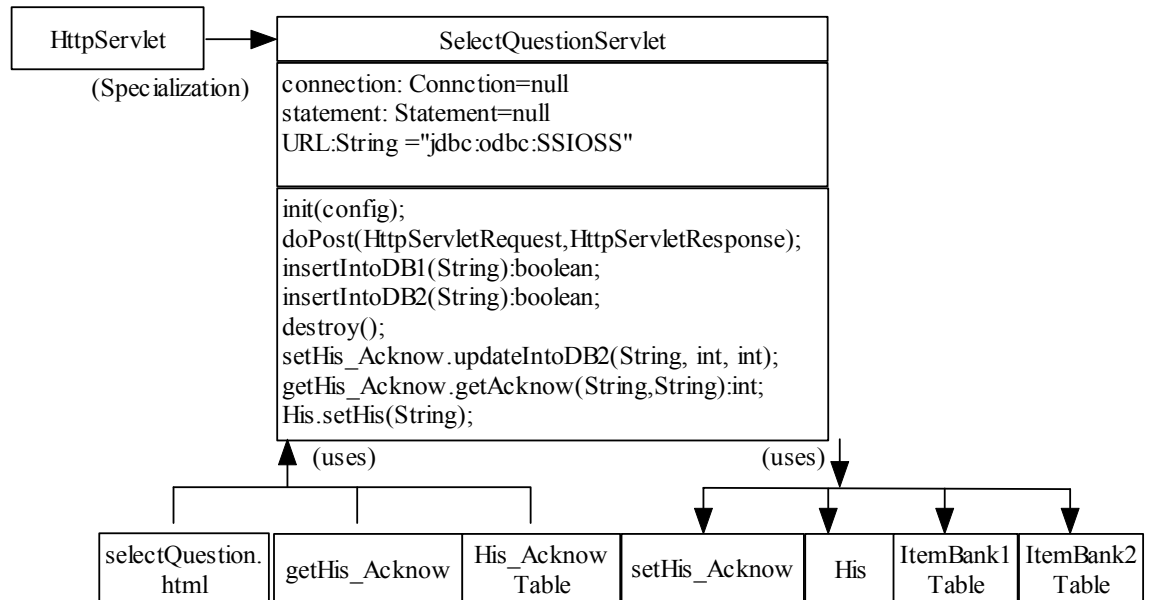 HttpServlet
SelectQuestionServlet
(Specialization)
connection: Connction=null
statement: Statement=null
URL:String ="jdbc:odbc:SSIOSS"
init(config);
doPost(HttpServletRequest,HttpServletResponse);
insertIntoDB1(String):boolean;
insertIntoDB2(String):boolean;
destroy();
setHis_Acknow.updateIntoDB2(String, int, int);
getHis_Acknow.getAcknow(String,String):int;
His.setHis(String);
(uses)
(uses)
selectQuestion.
html
getHis_Acknow
His_Acknow
Table
setHis_Acknow
His
ItemBank1
Table
ItemBank2
Table